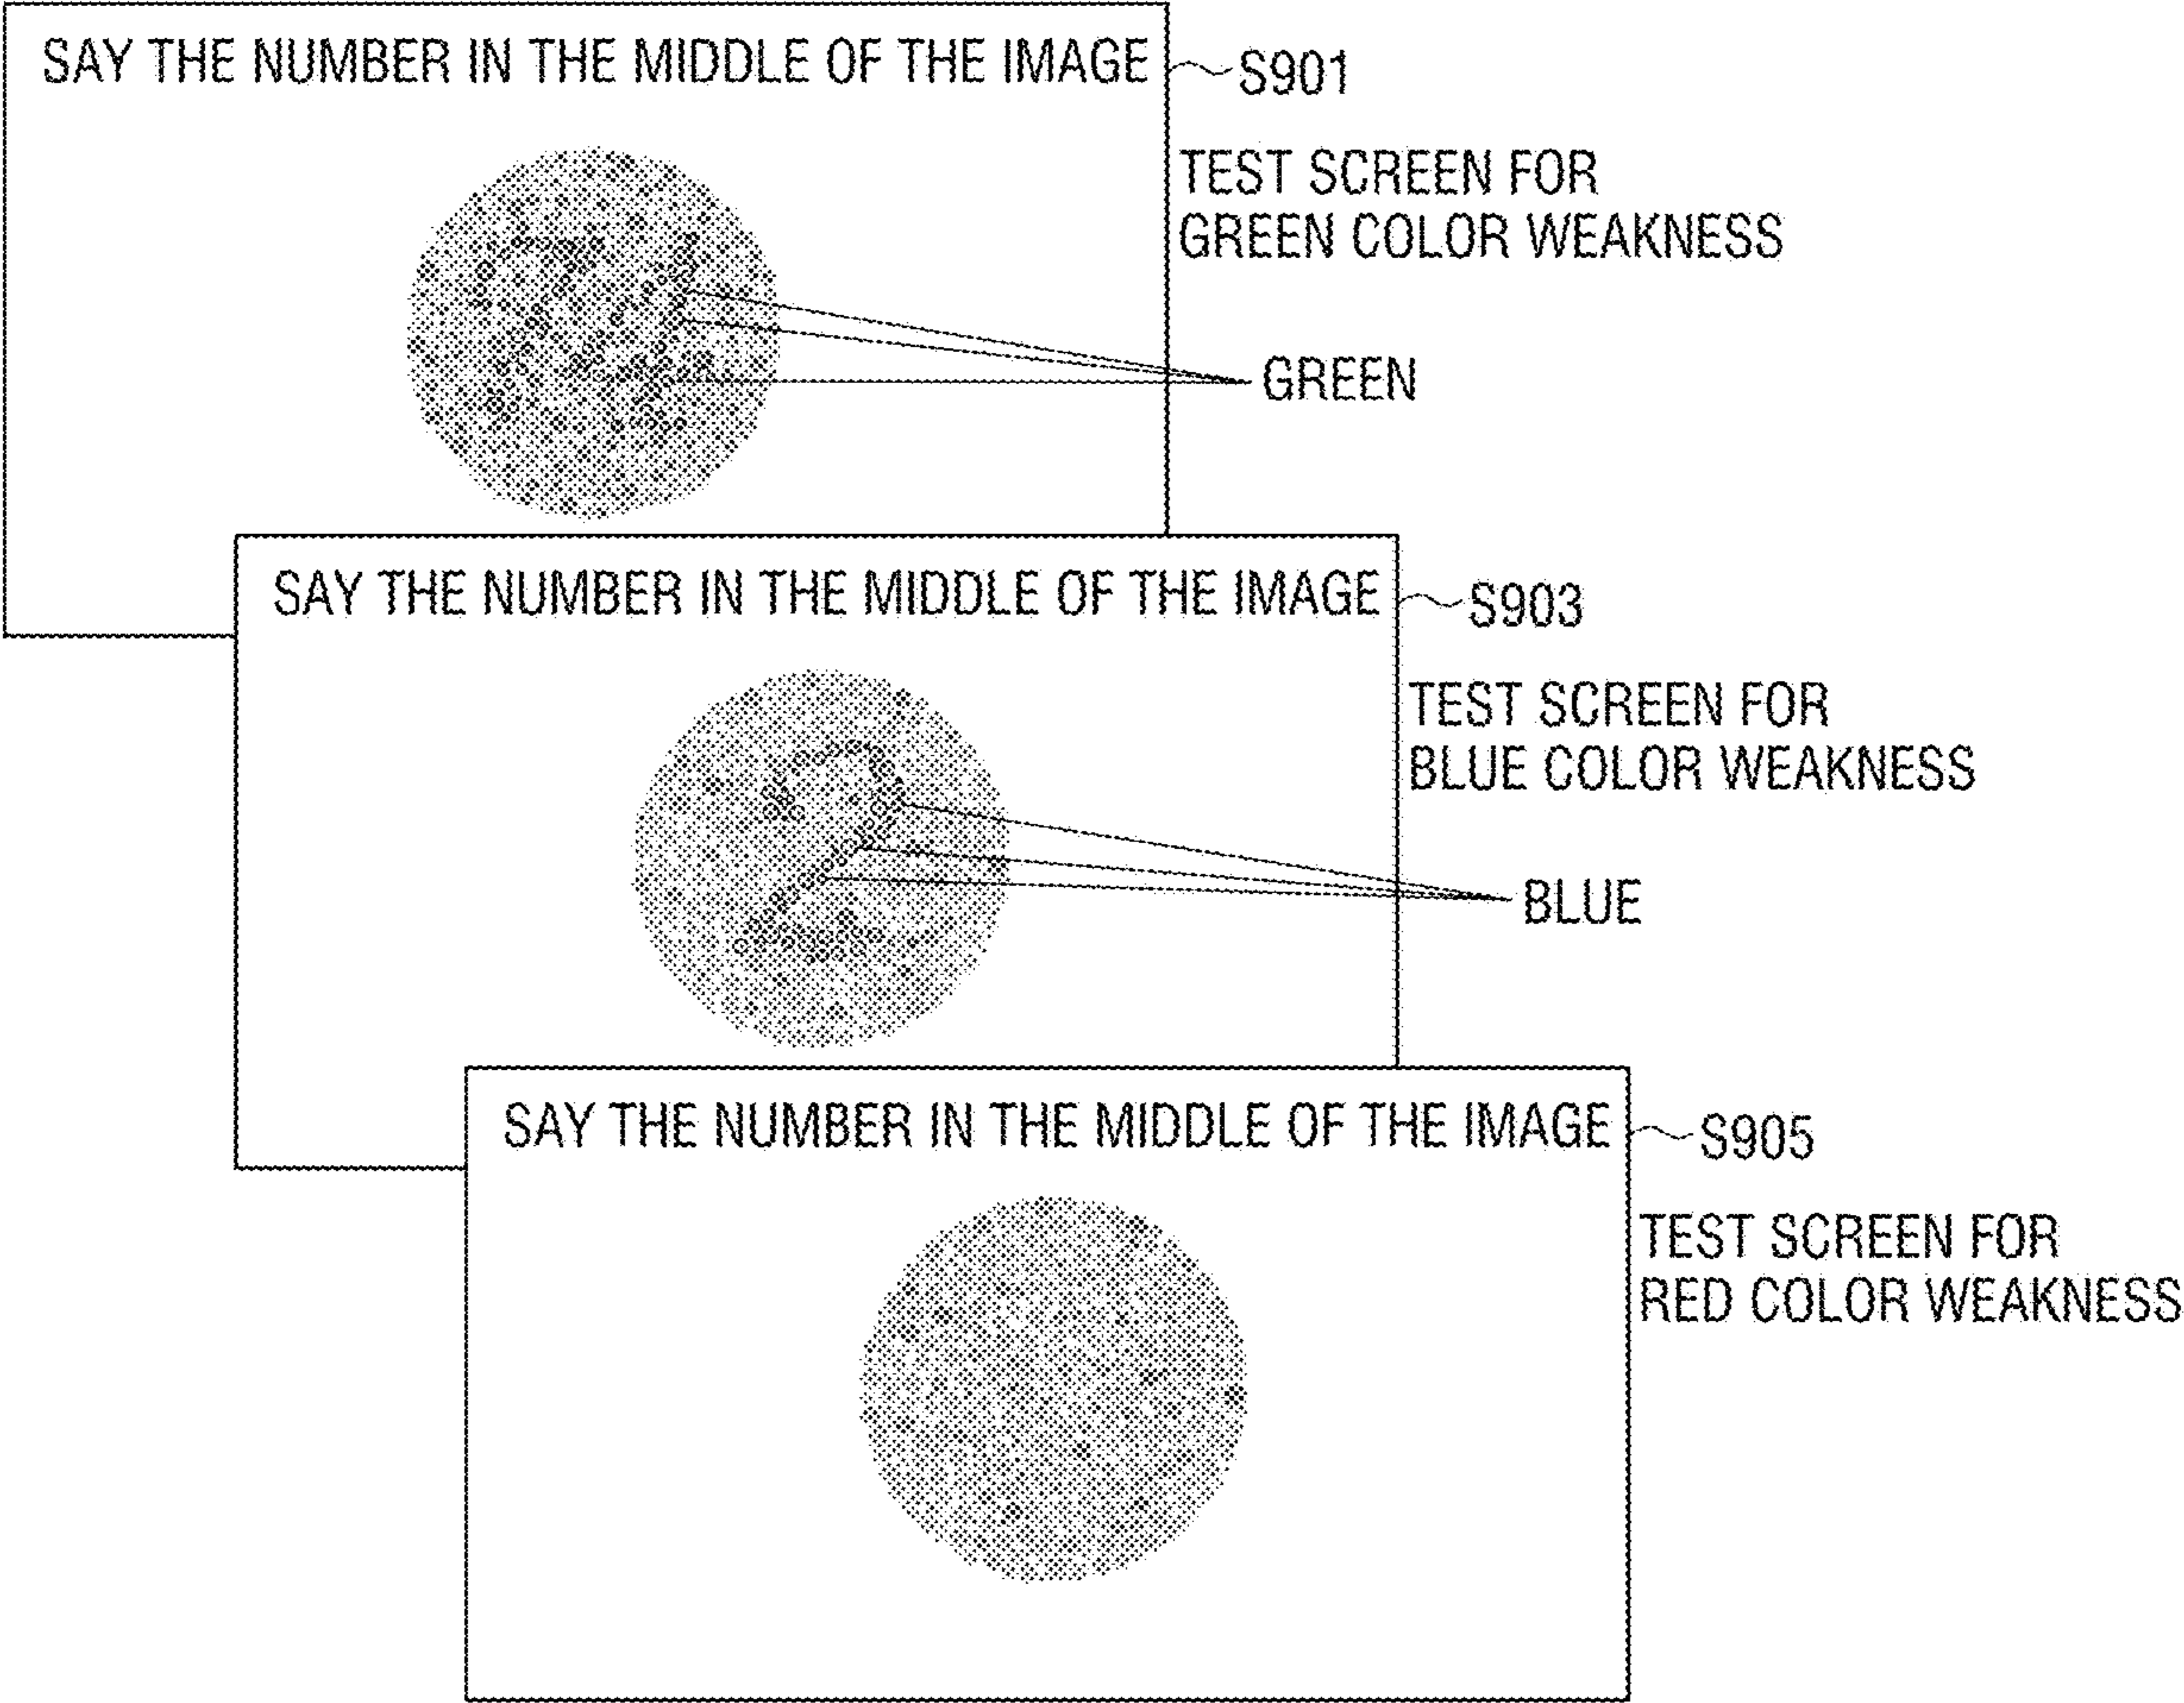 SAY THE NUMBER IN THE MIDDLE OF THE IMAGE
S901
TEST SCREEN FOR
GREEN COLOR WEAKNESS
74
GREEN
SAY THE NUMBER IN THE MIDDLE OF THE IMAGE
S903
TEST SCREEN FOR
BLUE COLOR WEAKNESS
2
BLUE
SAY THE NUMBER IN THE MIDDLE OF THE IMAGE
S905
TEST SCREEN FOR
RED COLOR WEAKNESS